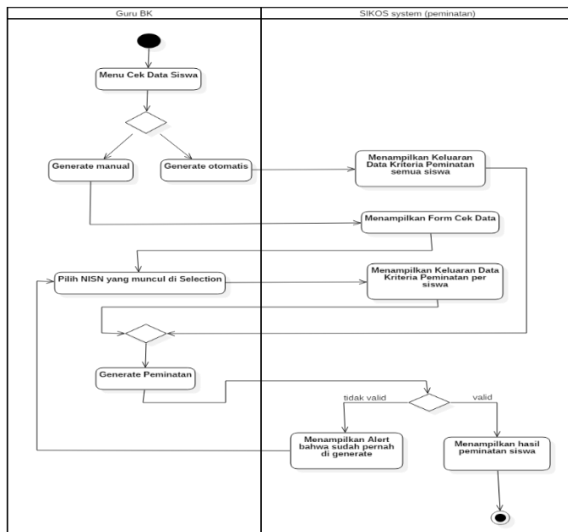 Guru BK
SIKOS system (peminatan)
Menu Cek Data Siswa
Generate manual
Generate otomatis
Menampilkan Keluaran
Data Kriteria Peminatan
semua siswa
Menampilkan Form Cek Data
Pilih NISN yang muncul di Selection
Menampilkan Keluaran Data
Kriteria Peminatan per
siswa
Generate Peminatan
tidak valid
valid
Menampilkan Alert
bahwa sudah pernah
di generate
Menampilkan hasil
peminatan siswa